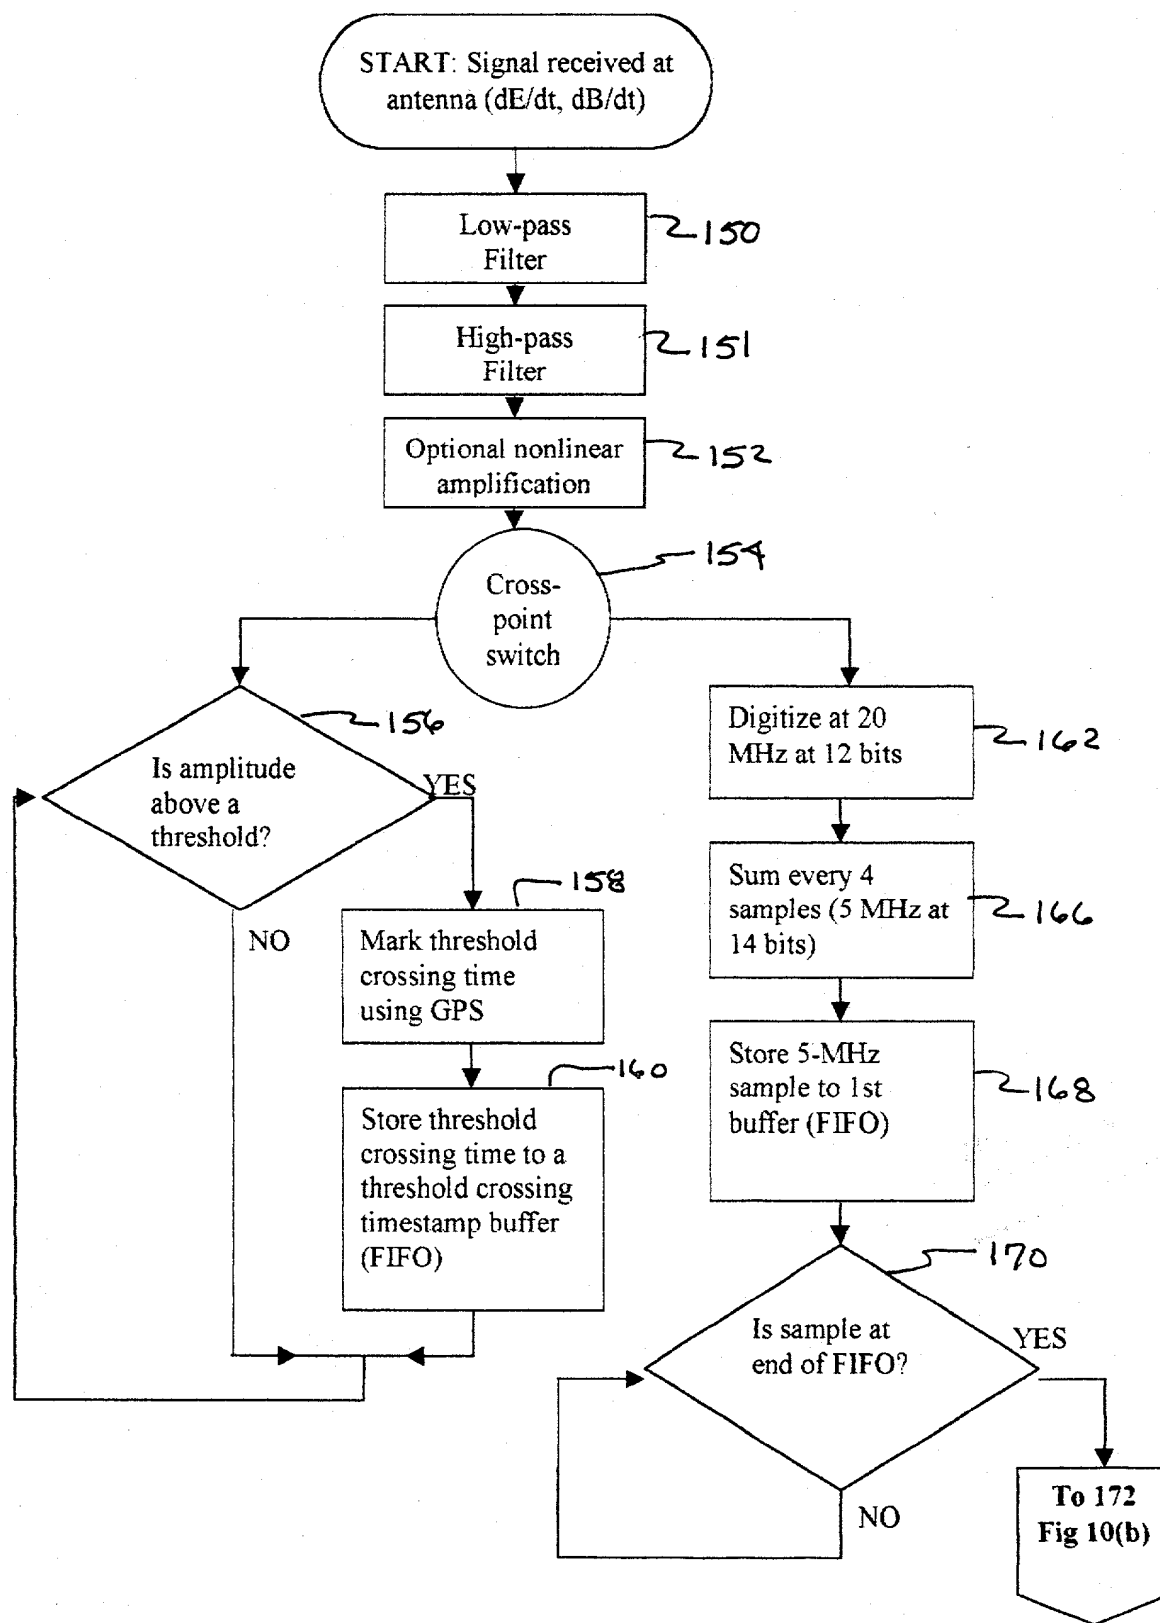 START: Signal received at
antenna (dE/dt, dB/dt)
Low-pass
Filter
150
High-pass
Filter
151
Optional nonlinear
amplification
152
Cross-
point
switch
154
Is amplitude
above a
threshold?
156
YES
NO
Mark threshold
crossing time
using GPS
158
Store threshold
crossing time to a
threshold crossing
timestamp buffer
(FIFO)
160
Digitize at 20
MHz at 12 bits
162
Sum every 4
samples (5 MHz at
14 bits)
166
Store 5-MHz
sample to 1st
buffer (FIFO)
168
Is sample at
end of FIFO?
170
YES
NO
To 172
Fig 10(b)